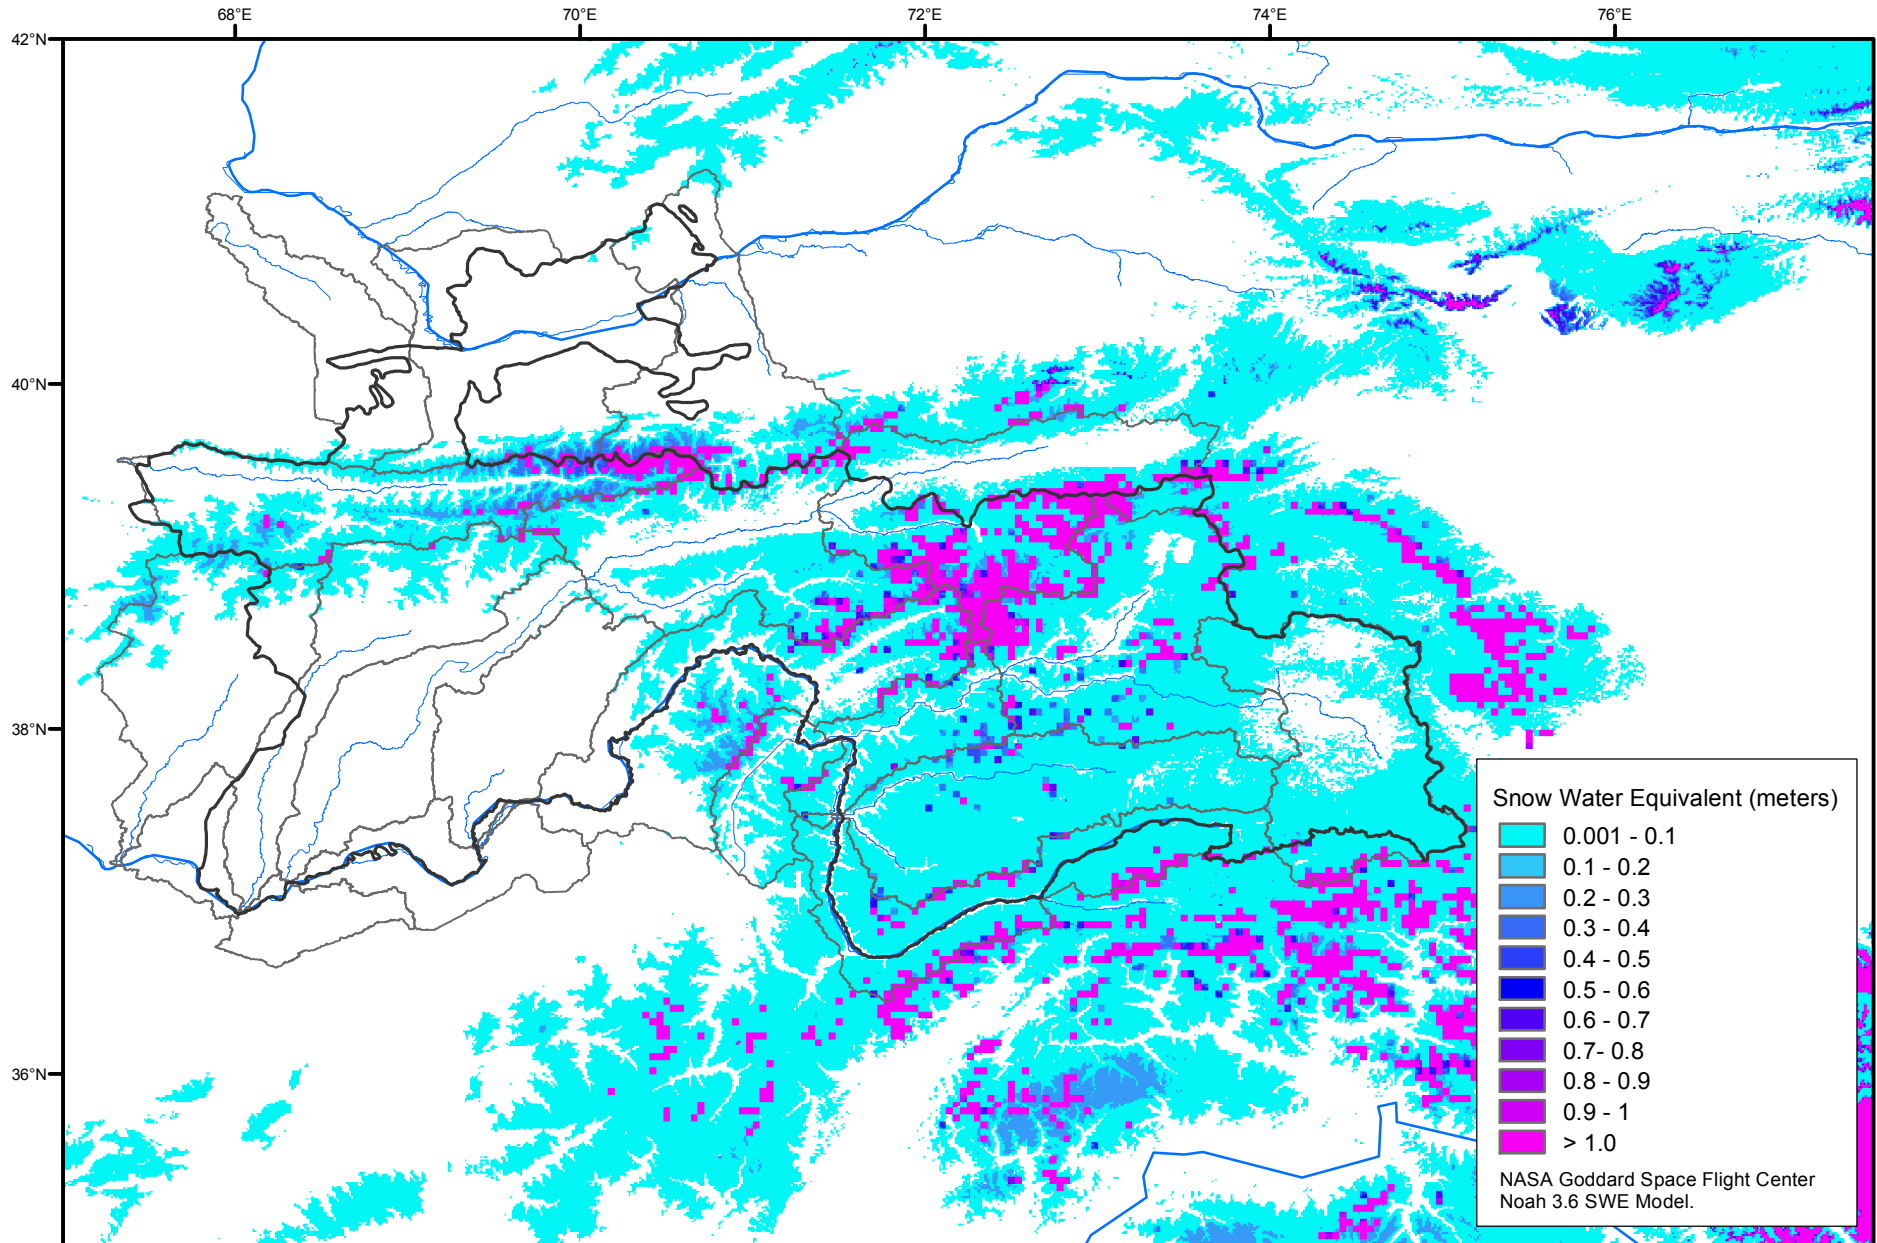 68°E 70°E 72°E 74°E 76°E
42°N
40°N
38°N
36°N
Snow Water Equivalent (meters)
0.001 - 0.1
0.1 - 0.2
0.2 - 0.3
0.3 - 0.4
0.4 - 0.5
0.5 - 0.6
0.6 - 0.7
0.7- 0.8
0.8 - 0.9
0.9 - 1
> 1.0
NASA Goddard Space Flight Center
Noah 3.6 SWE Model.